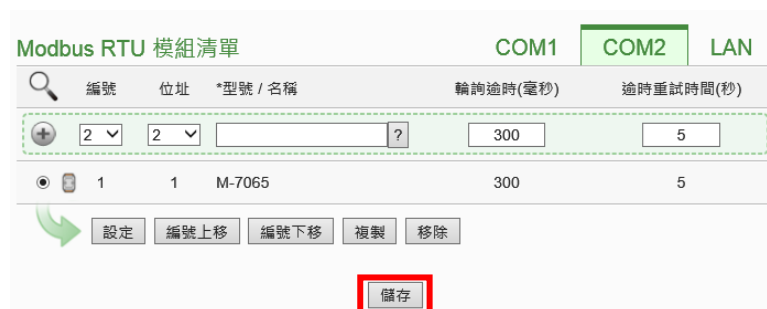 Modbus RTU 模組清單 COM1 COM2 LAN
編號 位址 *型號 / 名稱 輪詢逾時(毫秒) 逾時重試時間(秒)
2 2 ? 300 5
1 1 M-7065 300 5
設定 編號上移 編號下移 複製 移除
儲存